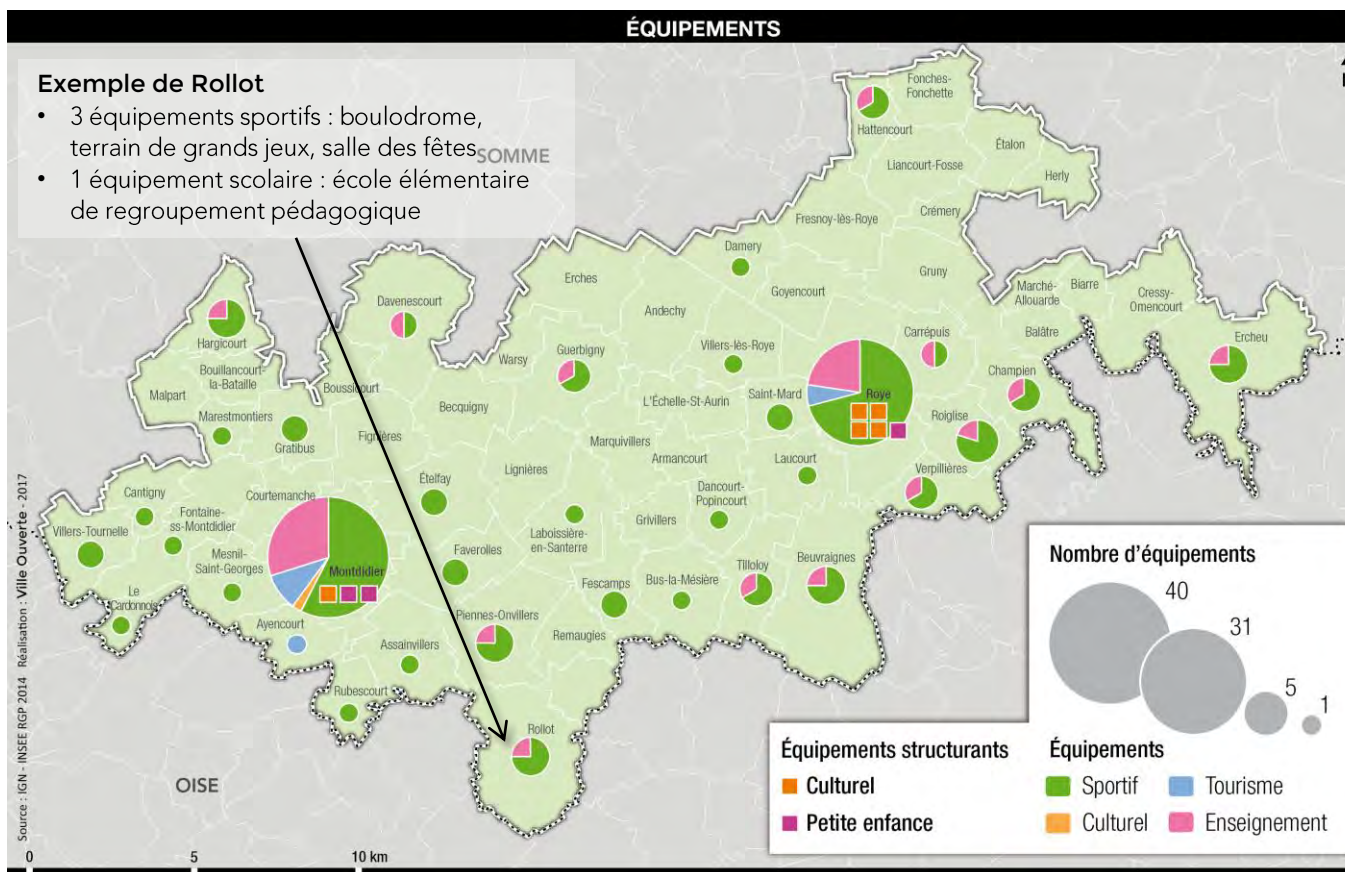 ÉQUIPEMENTS
Exemple de Rollot
• 3 équipements sportifs : boulodrome,
terrain de grands jeux, salle des fêtes
• 1 équipement scolaire : école élémentaire
de regroupement pédagogique
SOMME
Fonches-
Fonchette
Hattencourt
Étalon
Liancourt-Fosse
Herly
Crémery
Fresnoy-lès-Roye
Damery
Erches
Goyencourt
Gruny
Marché-
Allouarde
Biarre
Cressy-
Omencourt
Davenescourt
Andechy
Balâtre
Ercheu
Hargicourt
Warsy
Guerbigny
Villers-lès-Roye
Carrépuis
Champien
Bouillancourt-
la-Bataille
Malpart
Boussicourt
Becquigny
L'Échelle-St-Aurin
Saint-Mard
Roye
Roiglise
Marestmontiers
Gratibus
Fignières
Marquivillers
Armancourt
Laucourt
Verpillières
Lignières
Ételfay
Dancourt-
Popincourt
Cantigny
Courtemanche
Fontaine-
ss-Montdidier
Grivillers
Villers-Tournelle
Laboissière-
en-Santerre
Mesnil-
Saint-Georges
Montdidier
Faverolles
Fescamps
Bus-la-Mésière
Tilloloy
Beuvraignes
Le
Cardonnois
Ayencourt
Piennes-Onvillers
Remaugies
Assainvillers
Rubescourt
Rollot
OISE
Nombre d'équipements
40
31
5
1
Équipements structurants
Culturel
Petite enfance
Équipements
Sportif
Tourisme
Culturel
Enseignement
Source : IGN - INSEE RGP 2014 Réalisation : Ville Ouverte - 2017
0 5 10 km